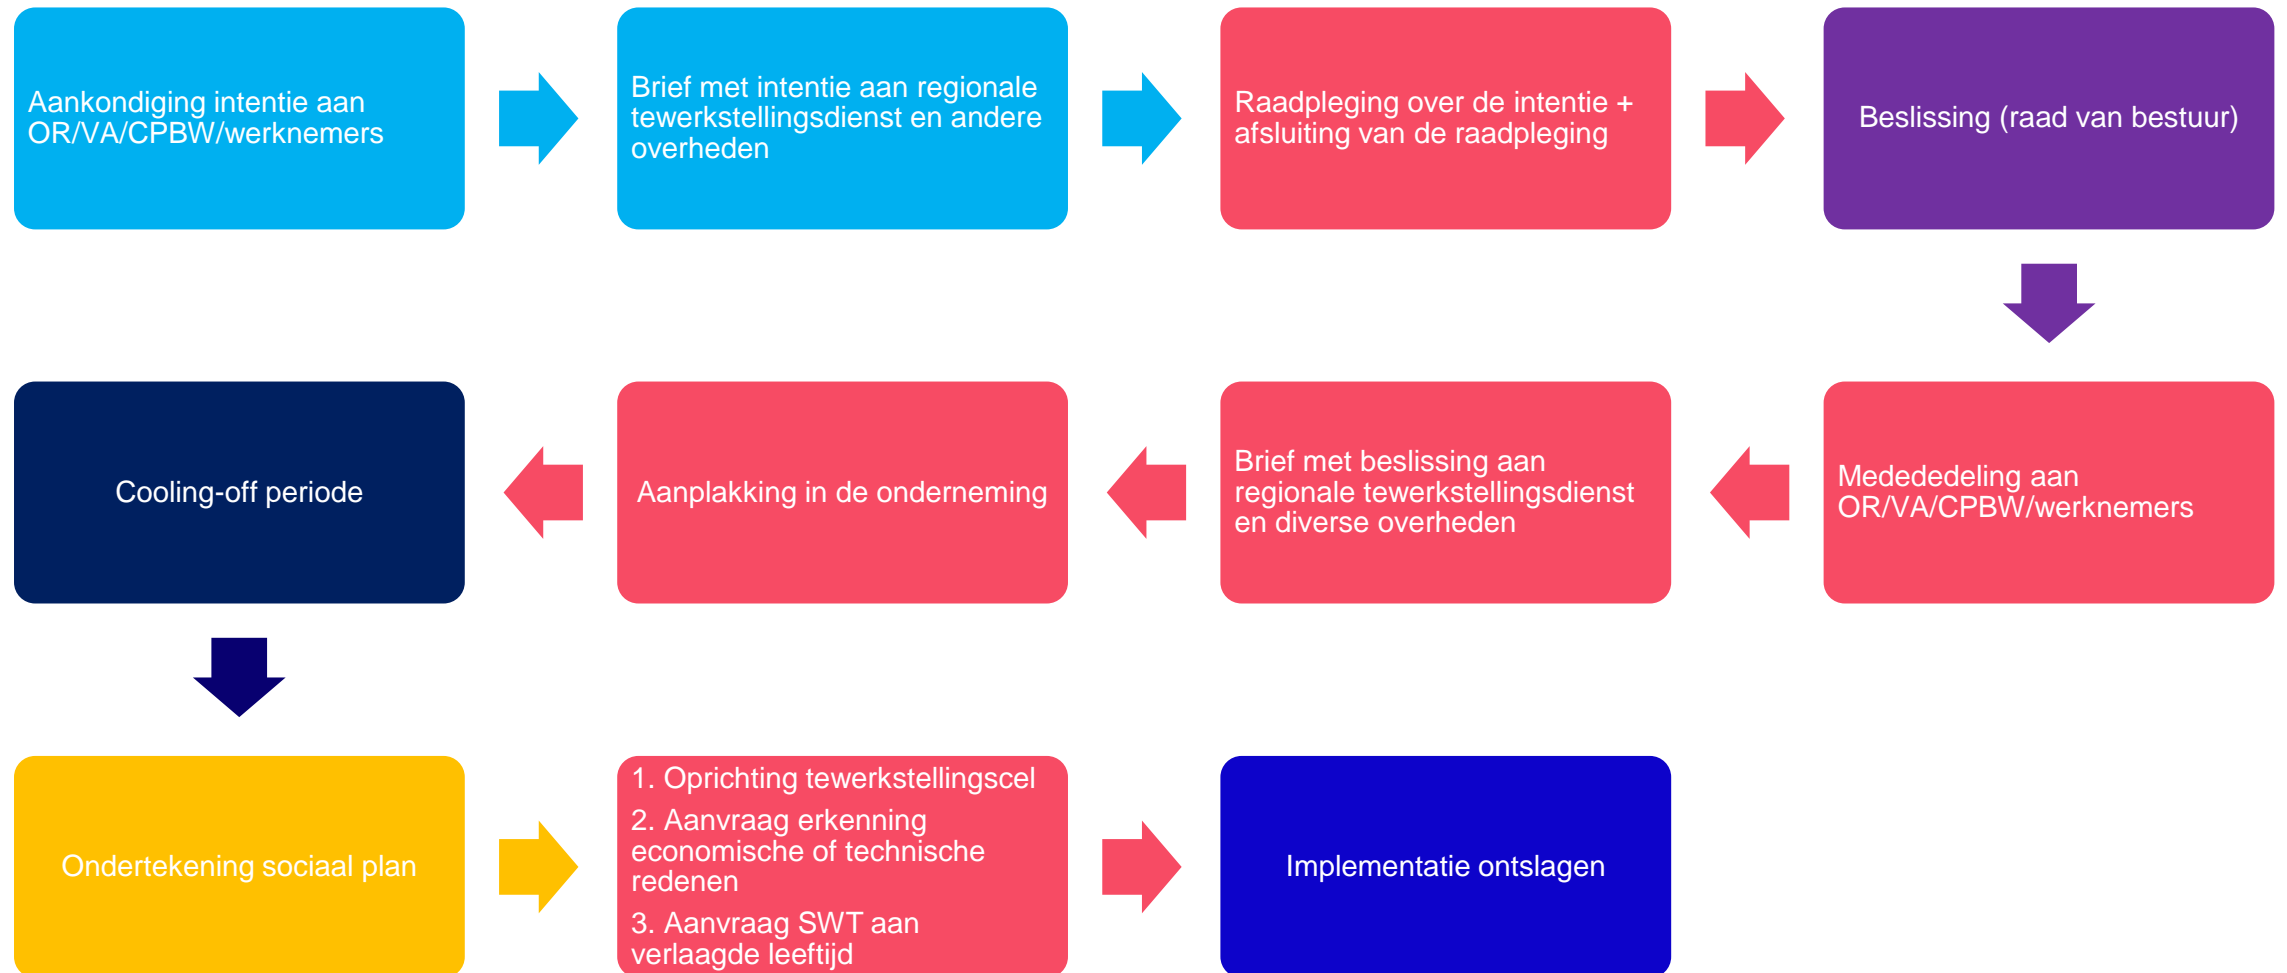 Aankondiging intentie aan
OR/VA/CPBW/werknemers
Brief met intentie aan regionale
tewerkstellingsdienst en andere
overheden
Raadpleging over de intentie +
afsluiting van de raadpleging
Beslissing (raad van bestuur)
Medededeling aan
OR/VA/CPBW/werknemers
Brief met beslissing aan
regionale tewerkstellingsdienst
en diverse overheden
Aanplakking in de onderneming
Cooling-off periode
Ondertekening sociaal plan
1. Oprichting tewerkstellingscel
2. Aanvraag erkenning
economische of technische
redenen
3. Aanvraag SWT aan
verlaagde leeftijd
Implementatie ontslagen